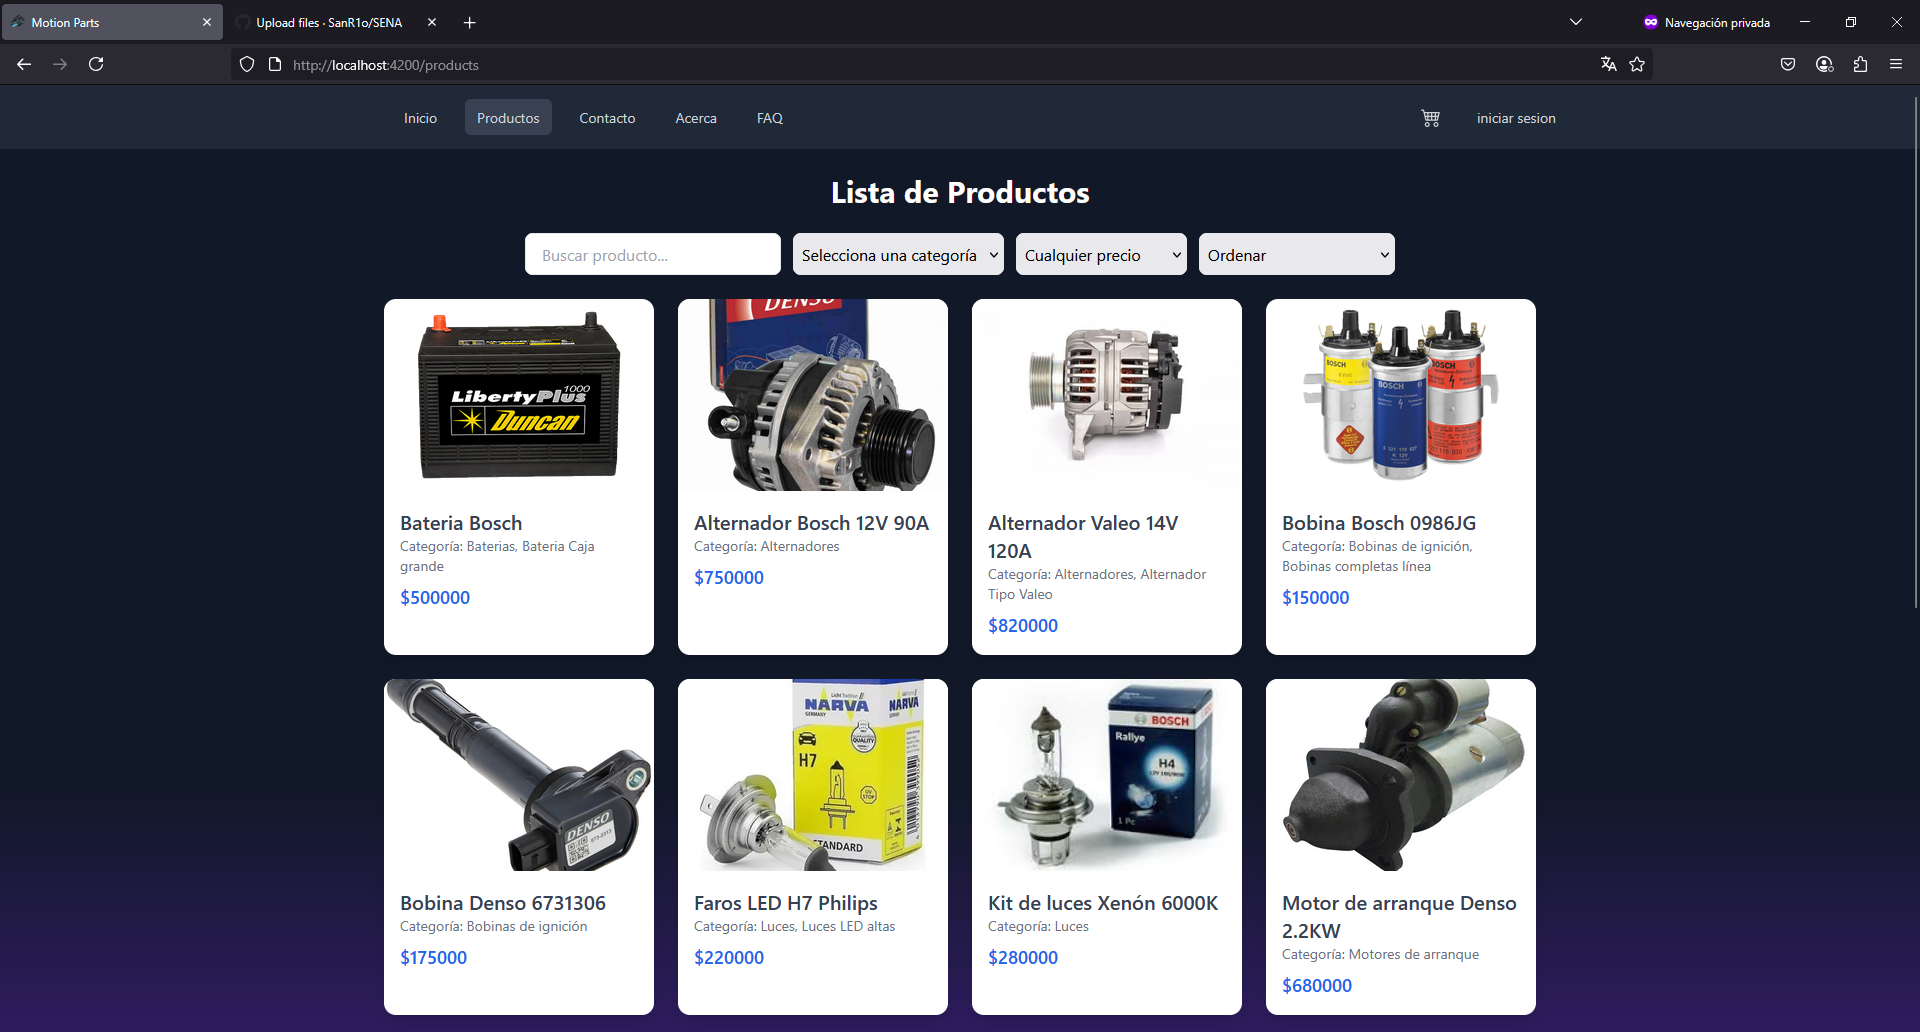 Motion Parts
Upload files · SanR1o/SENA
Navegación privada
http://localhost:4200/products
Inicio
Productos
Contacto
Acerca
FAQ
iniciar sesion
Lista de Productos
Buscar producto...
Selecciona una categoría
Cualquier precio
Ordenar
LibertyPlus 1000
Duncan
DENSO
BOSCH
BOSCH
BOSCH
Bateria Bosch
Categoría: Baterias, Bateria Caja
grande
$500000
Alternador Bosch 12V 90A
Categoría: Alternadores
$750000
Alternador Valeo 14V
120A
Categoría: Alternadores, Alternador
Tipo Valeo
$820000
Bobina Bosch 0986JG
Categoría: Bobinas de ignición,
Bobinas completas línea
$150000
DENSO
NARVA
GERMANY
NARVA
QUALITY
H7
UV
STOP
STANDARD
BOSCH
Rallye
H4
1 Pc
Bobina Denso 6731306
Categoría: Bobinas de ignición
$175000
Faros LED H7 Philips
Categoría: Luces, Luces LED altas
$220000
Kit de luces Xenón 6000K
Categoría: Luces
$280000
Motor de arranque Denso
2.2KW
Categoría: Motores de arranque
$680000